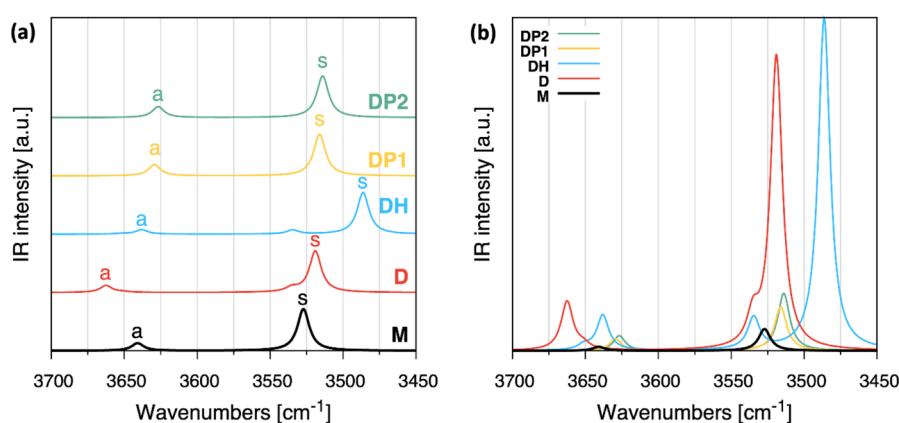 (a)
a
s
DP2
a
s
DP1
a
s
DH
a
s
D
a
s
M
IR intensity [a.u.]
3700
3650
3600
3550
3500
3450
Wavenumbers [cm⁻¹]
(b)
DP2
DP1
DH
D
M
IR intensity [a.u.]
3700
3650
3600
3550
3500
3450
Wavenumbers [cm⁻¹]